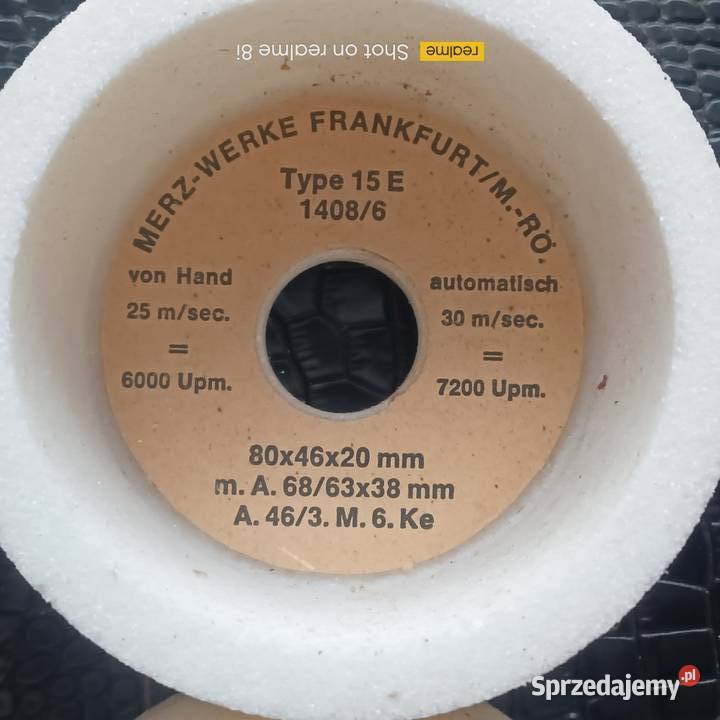 realme Shot on realme 8i
MERZ-WERKE FRANKFURT/M.-RÖ.
Type 15 E
1408/6
von Hand
25 m/sec.
=
6000 Upm.
automatisch
30 m/sec.
=
7200 Upm.
80x46x20 mm
m. A. 68/63x38 mm
A. 46/3. M. 6. Ke
Sprzedajemy.pl